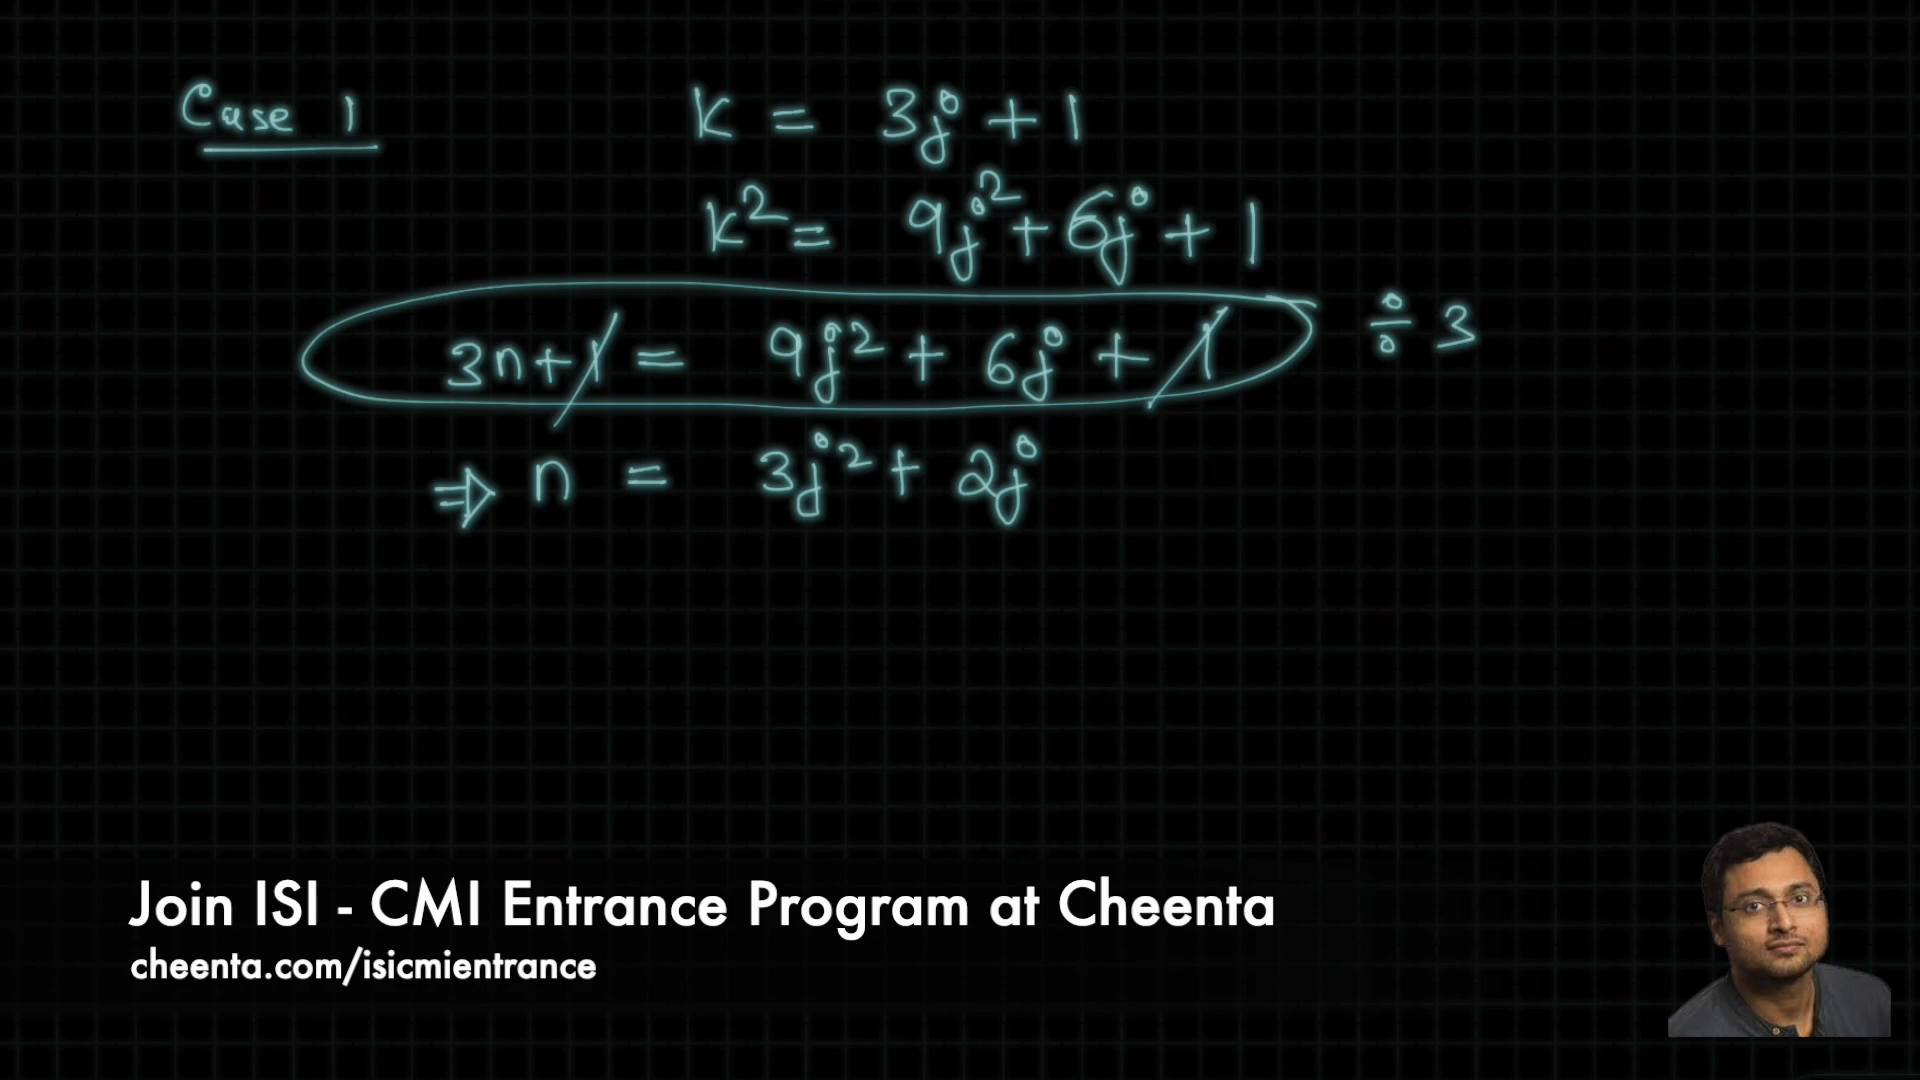 Case 1
k = 3j + 1
k² = 9j² + 6j + 1
3n + 1 = 9j² + 6j + 1 ÷ 3
⇒ n = 3j² + 2j
Join ISI - CMI Entrance Program at Cheenta
cheenta.com/isicmientrance